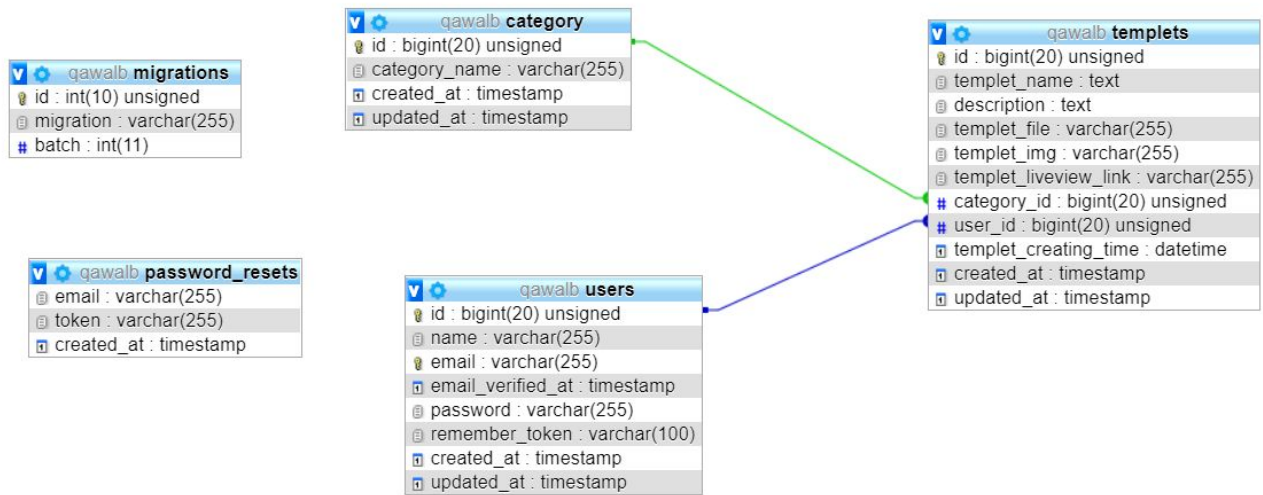 qawalb migrations
id : int(10) unsigned
migration : varchar(255)
# batch : int(11)
qawalb password_resets
email : varchar(255)
token : varchar(255)
created_at : timestamp
qawalb category
id : bigint(20) unsigned
category_name : varchar(255)
created_at : timestamp
updated_at : timestamp
qawalb users
id : bigint(20) unsigned
name : varchar(255)
email : varchar(255)
email_verified_at : timestamp
password : varchar(255)
remember_token : varchar(100)
created_at : timestamp
updated_at : timestamp
qawalb templets
id : bigint(20) unsigned
templet_name : text
description : text
templet_file : varchar(255)
templet_img : varchar(255)
templet_liveview_link : varchar(255)
# category_id : bigint(20) unsigned
# user_id : bigint(20) unsigned
templet_creating_time : datetime
created_at : timestamp
updated_at : timestamp